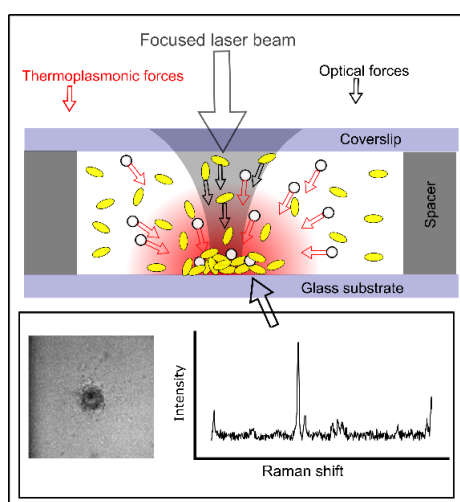 Focused laser beam
Thermoplasmonic forces
Optical forces
Coverslip
Spacer
Glass substrate
Intensity
Raman shift